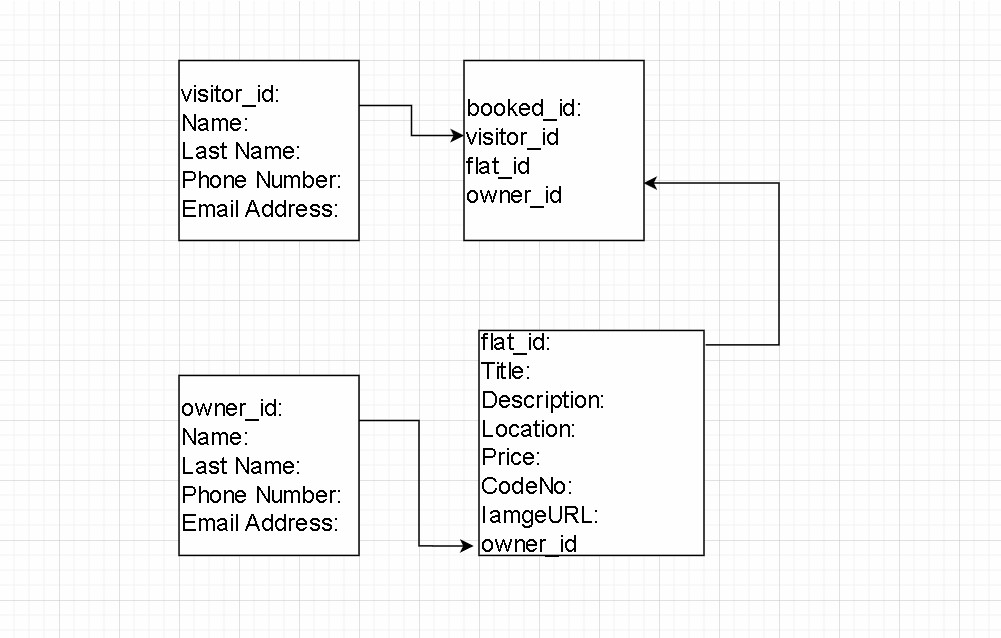 visitor_id:
Name:
Last Name:
Phone Number:
Email Address:
booked_id:
visitor_id
flat_id
owner_id
owner_id:
Name:
Last Name:
Phone Number:
Email Address:
flat_id:
Title:
Description:
Location:
Price:
CodeNo:
IamgeURL:
owner_id